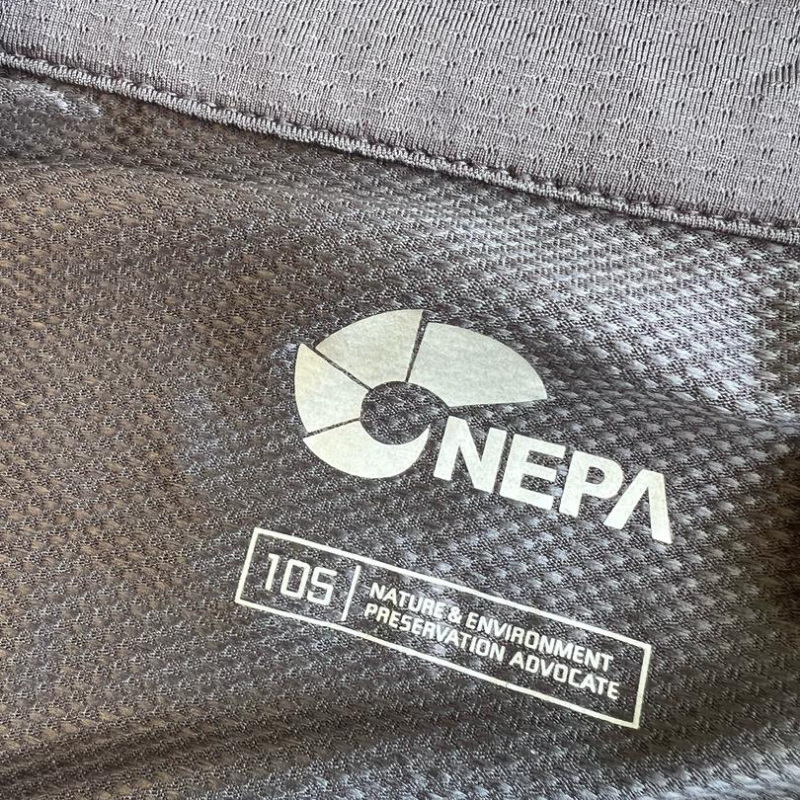 NEPA
105
NATURE & ENVIRONMENT
PRESERVATION ADVOCATE